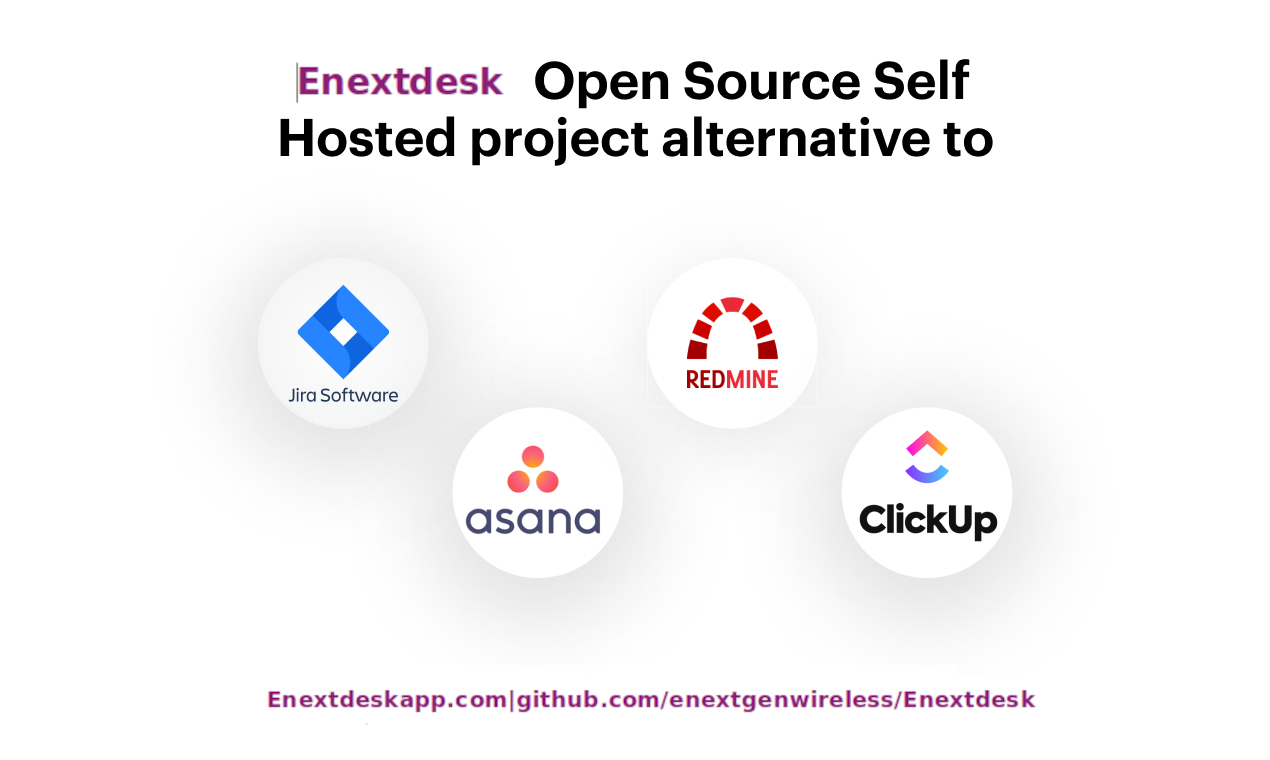 Enextdesk Open Source Self
Hosted project alternative to
Jira Software
REDMINE
asana
ClickUp
Enextdeskapp.com|github.com/enextgenwireless/Enextdesk